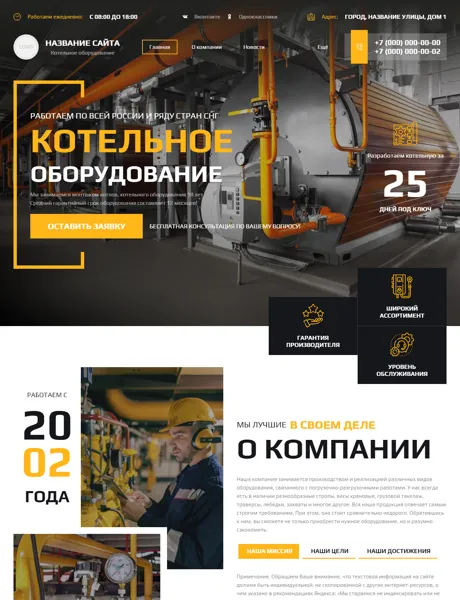 Работаем ежедневно: С 08:00 ДО 18:00
Вконтакте
Одноклассники
Адрес: ГОРОД, НАЗВАНИЕ УЛИЦЫ, ДОМ 1
LOGO
НАЗВАНИЕ САЙТА
Котельное оборудование
Главная
О компании
Новости
Ещё
+7 (000) 000-00-00
+7 (000) 000-00-02
РАБОТАЕМ ПО ВСЕЙ РОССИИ И РЯДУ СТРАН СНГ
КОТЕЛЬНОЕ
ОБОРУДОВАНИЕ
Мы занимаемся монтажом котлов, котельного оборудования 19 лет.
Средний гарантийный срок оборудования составляет 12 месяцев!
ОСТАВИТЬ ЗАЯВКУ
БЕСПЛАТНАЯ КОНСУЛЬТАЦИЯ ПО ВАШЕМУ ВОПРОСУ!
Разработаем котельную за
25
ДНЕЙ ПОД КЛЮЧ
ГАРАНТИЯ
ПРОИЗВОДИТЕЛЯ
ШИРОКИЙ
АССОРТИМЕНТ
УРОВЕНЬ
ОБСЛУЖИВАНИЯ
РАБОТАЕМ С
20
02
ГОДА
МЫ ЛУЧШИЕ В СВОЕМ ДЕЛЕ
О КОМПАНИИ
Наша компания занимается производством и реализацией различных видов
оборудования, связанного с погрузочно-разгрузочными работами. У нас всегда
есть в наличии разнообразные стропы, весы крановые, грузовой такелаж,
траверсы, лебедки, захваты и многое другое. Вся наша продукция отвечает самым
строгим требованиям. При этом, она стоит сравнительно недорого. Обратившись
к нам, вы сможете не только приобрести нужное оборудование, но и разумно
сэкономить.
НАША МИССИЯ
НАШИ ЦЕЛИ
НАШИ ДОСТИЖЕНИЯ
Примечание: Обращаем Ваше внимание, что текстовая информация на сайте
должна быть индивидуальной, не скопированной с других интернет-ресурсов, о
чем указано в рекомендациях Яндекса: «Мы стараемся не индексировать или не